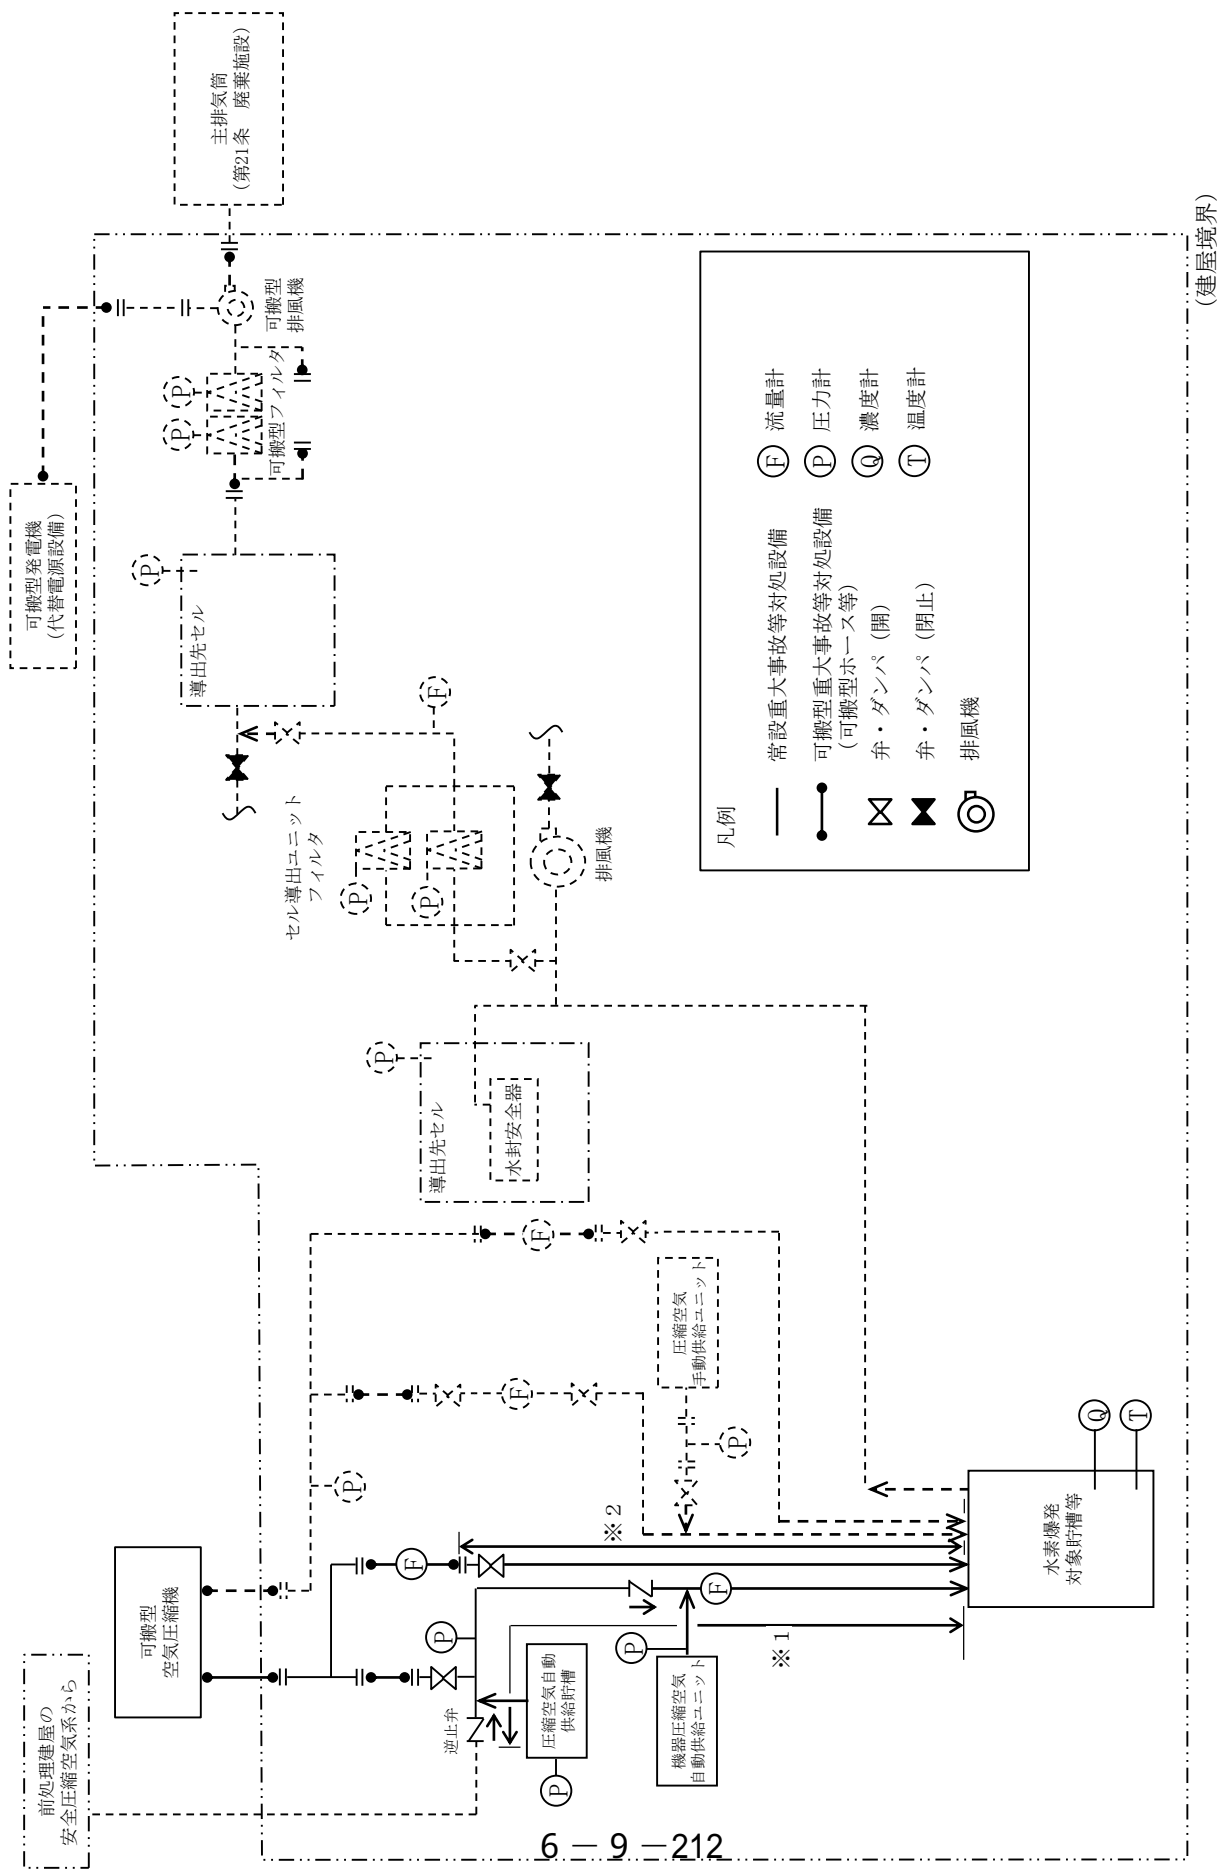 前処理建屋の
安全圧縮空気系から
可搬型
空気圧縮機
可搬型発電機
(代替電源設備)
主排気筒
(第21条　廃棄施設)
P
P
P
可搬型フィルタ
可搬型
排風機
導出先セル
F
セル導出ユニット
フィルタ
P
P
排風機
P
導出先セル
水封安全器
F
F
P
圧縮空気
手動供給ユニット
P
F
※2
P
逆止弁
圧縮空気自動
供給貯槽
P
P
機器圧縮空気
自動供給ユニット
F
※1
水素爆発
対象貯槽等
Q
T
凡例
常設重大事故等対処設備
可搬型重大事故等対処設備
(可搬型ホース等)
弁・ダンパ (開)
弁・ダンパ (閉止)
排風機
F 流量計
P 圧力計
Q 濃度計
T 温度計
(建屋境界)
6－9－212